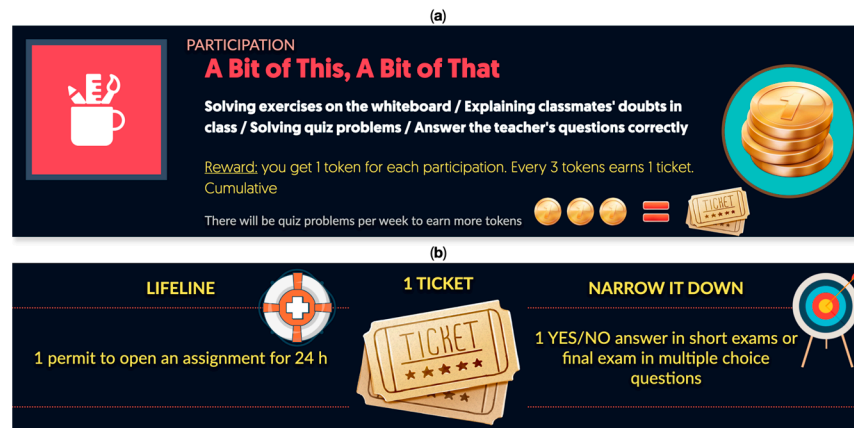 (a)
PARTICIPATION
A Bit of This, A Bit of That
Solving exercises on the whiteboard / Explaining classmates' doubts in
class / Solving quiz problems / Answer the teacher's questions correctly
Reward: you get 1 token for each participation. Every 3 tokens earns 1 ticket.
Cumulative
There will be quiz problems per week to earn more tokens
1
TICKET
(b)
LIFELINE
1 permit to open an assignment for 24 h
1 TICKET
TICKET
NARROW IT DOWN
1 YES/NO answer in short exams or
final exam in multiple choice
questions